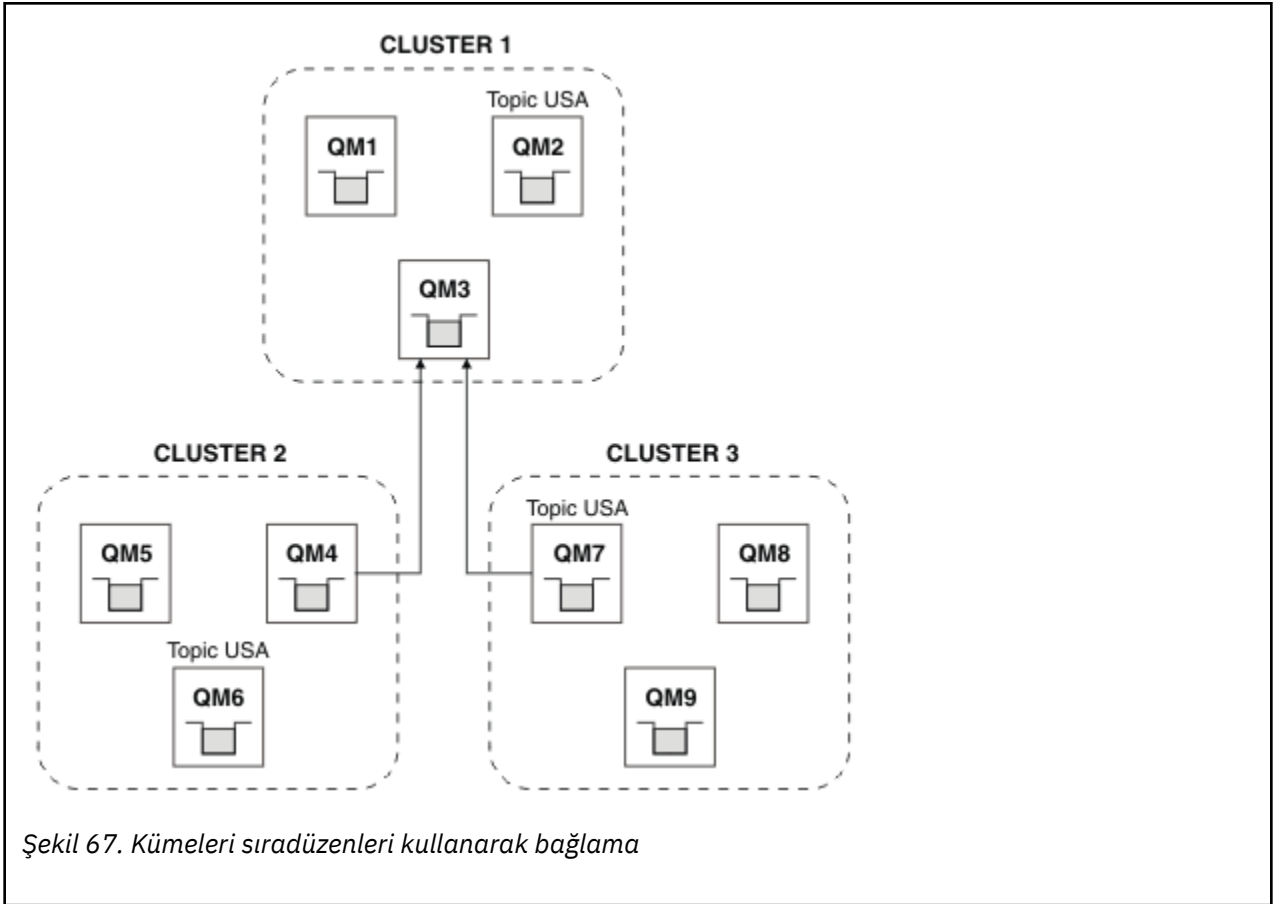 CLUSTER 1
Topic USA
QM1
QM2
QM3
CLUSTER 2
CLUSTER 3
Topic USA
QM5
QM4
QM7
QM8
Topic USA
QM6
QM9
Şekil 67. Kümeleri sıradüzenleri kullanarak bağlama